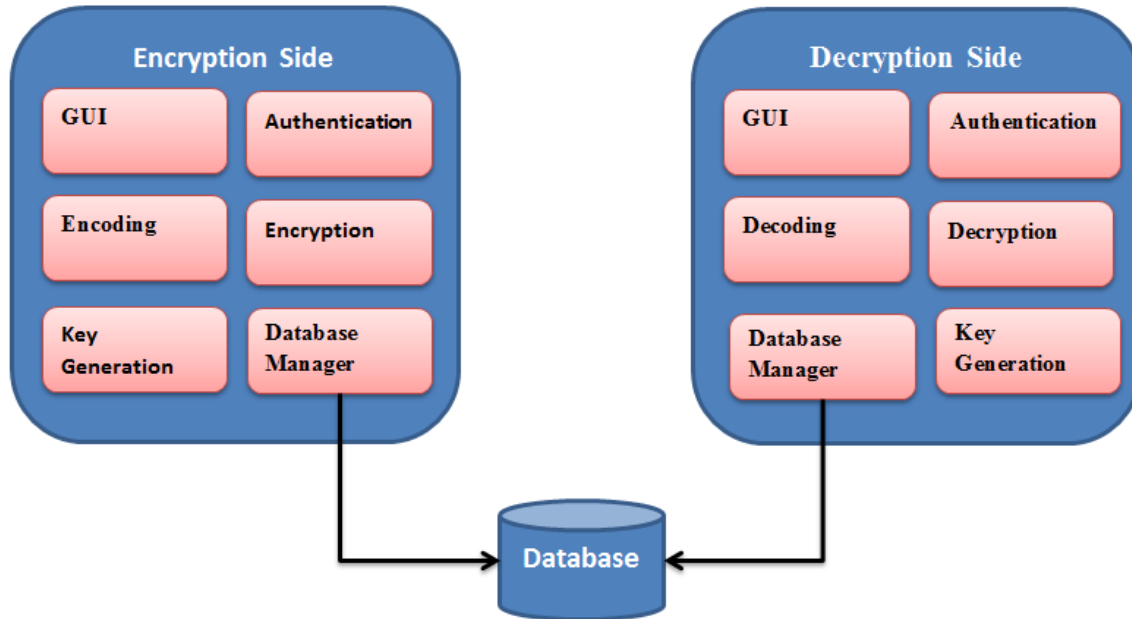 Encryption Side
GUI
Authentication
Encoding
Encryption
Key
Generation
Database
Manager
Decryption Side
GUI
Authentication
Decoding
Decryption
Database
Manager
Key
Generation
Database